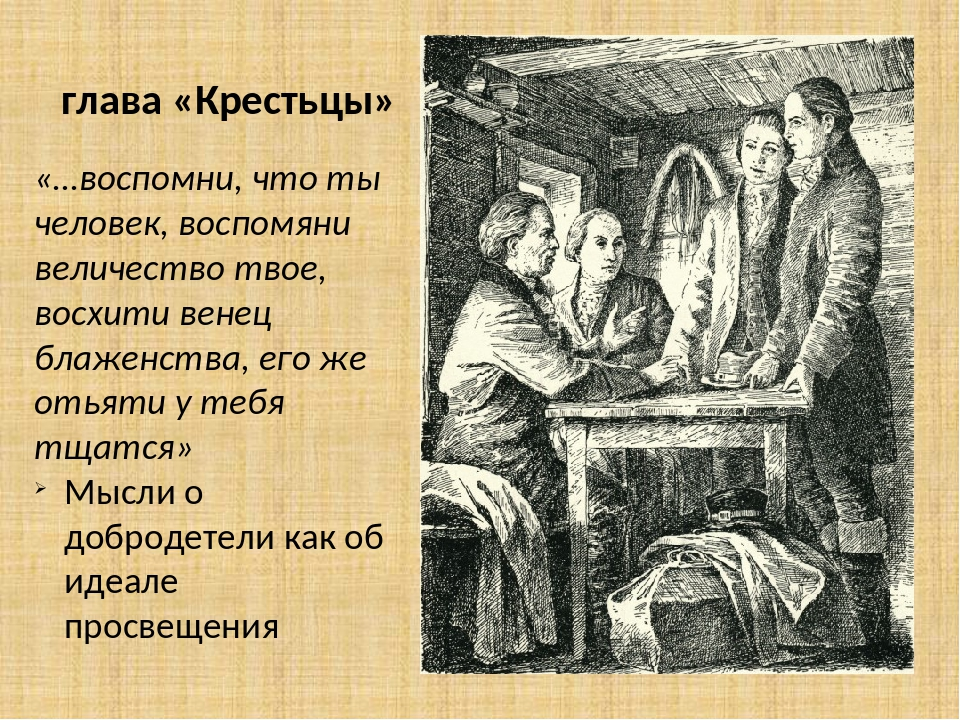 глава «Крестьцы»
«…воспомни, что ты
человек, воспомяни
величество твое,
восхити венец
блаженства, его же
отьяти у тебя
тщатся»
Мысли о
добродетели как об
идеале
просвещения